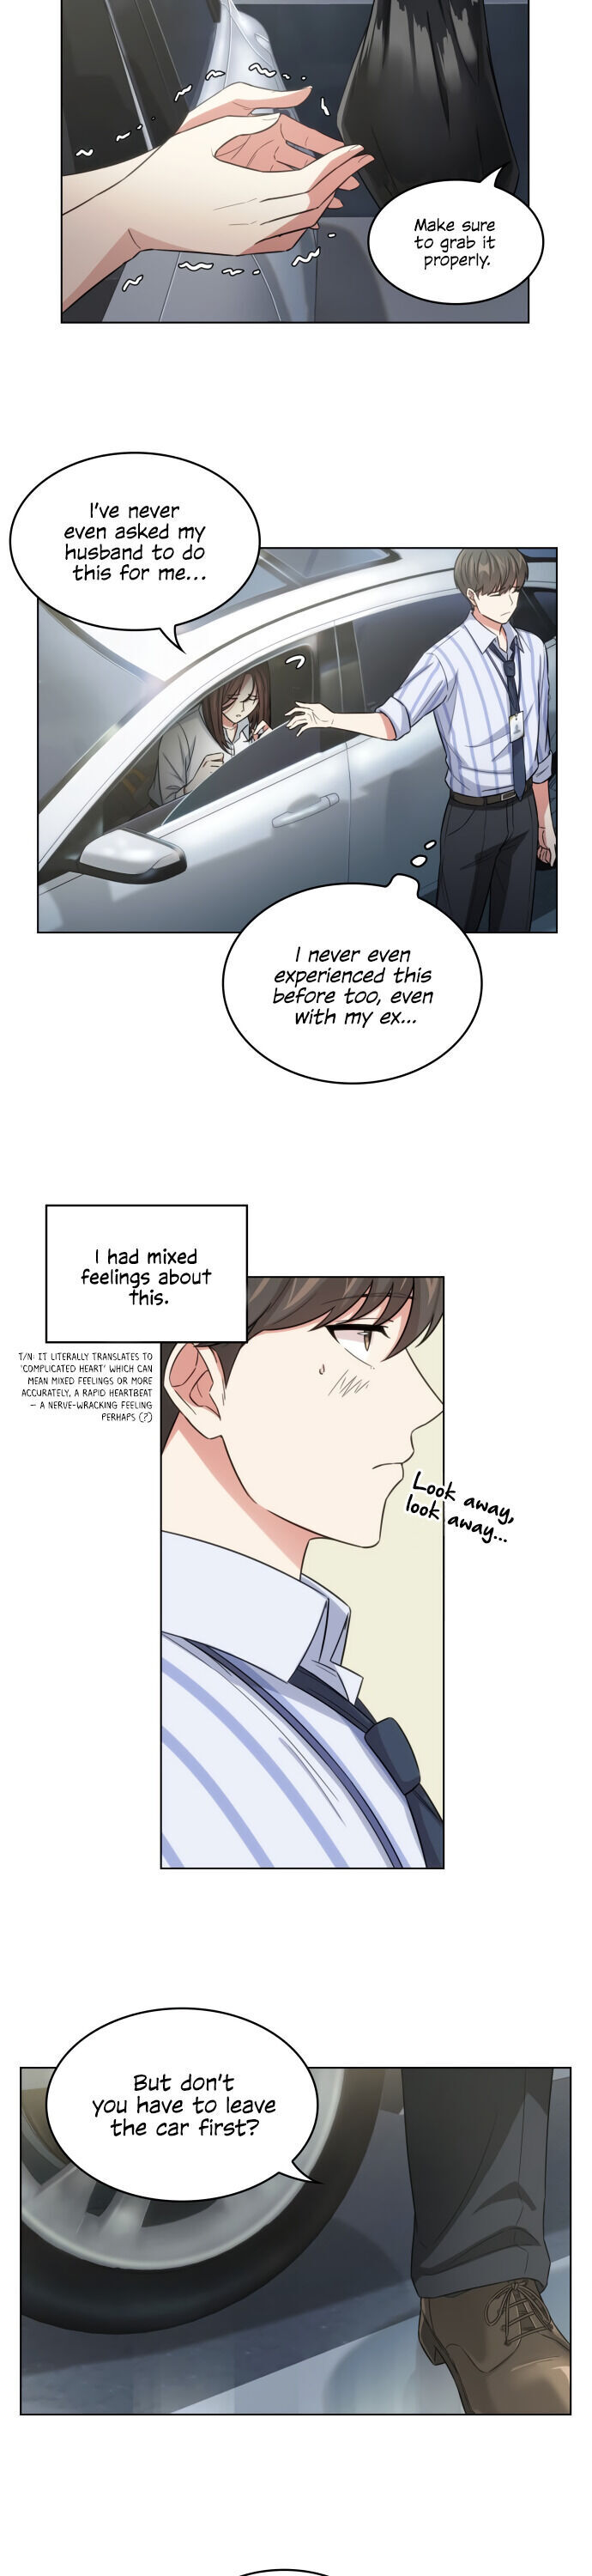 Make sure
to grab it
properly.
I've never
even asked my
husband to do
this for me...
I never even
experienced this
before too, even
with my ex...
I had mixed
feelings about
this.
T/N: IT LITERALLY TRANSLATES TO
'COMPLICATED HEART' WHICH CAN
MEAN MIXED FEELINGS OR MORE
ACCURATELY, A RAPID HEARTBEAT
– A NERVE-WRACKING FEELING
PERHAPS (?)
Look away,
look away...
But don't
you have to leave
the car first?